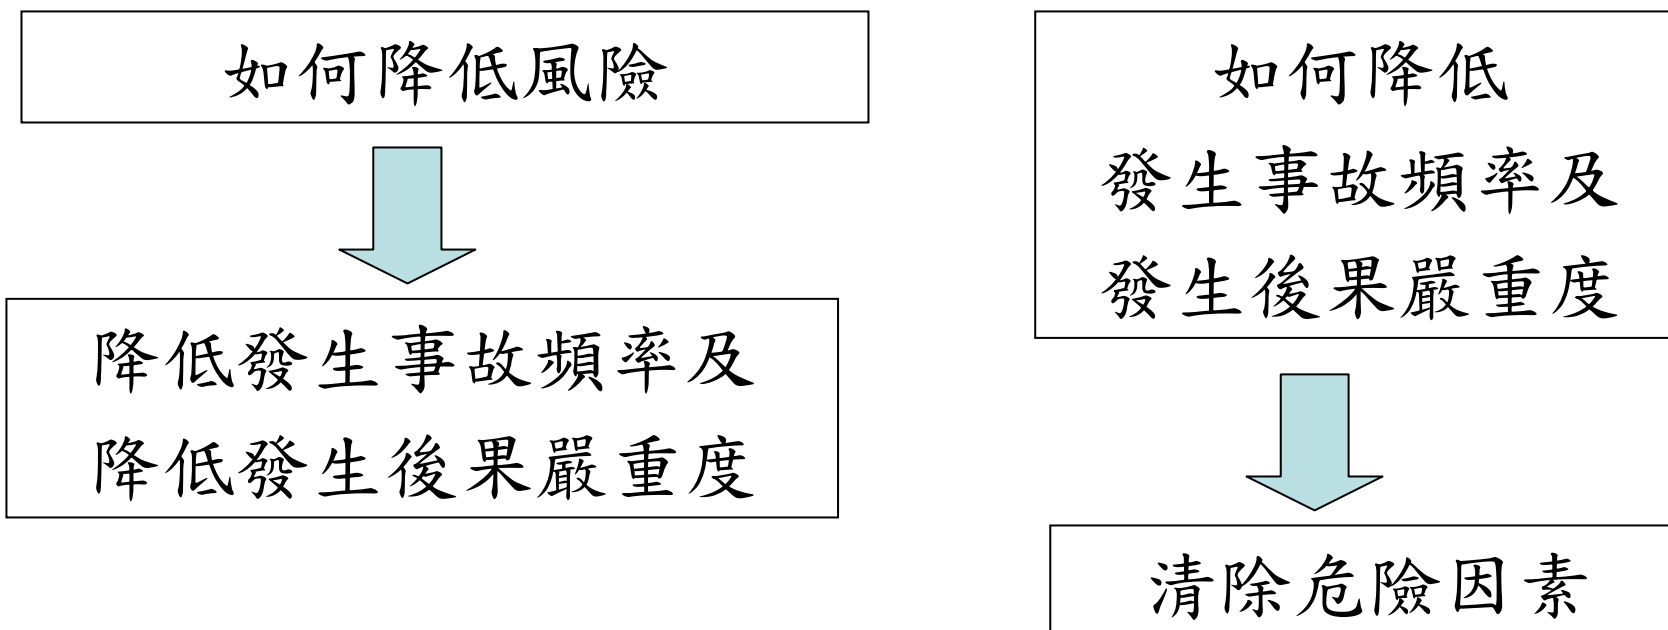 如何降低風險
降低發生事故頻率及
降低發生後果嚴重度
如何降低
發生事故頻率及
發生後果嚴重度
清除危險因素